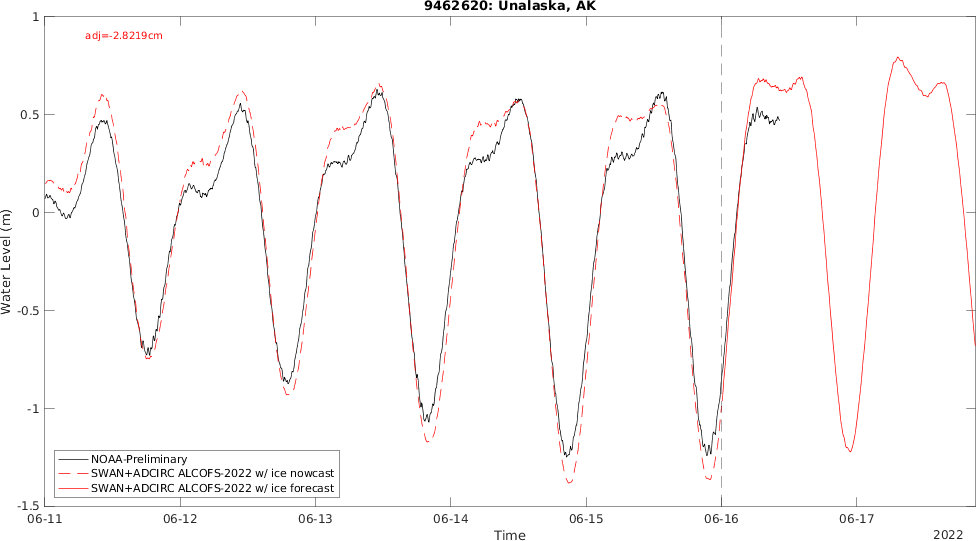 9462620: Unalaska, AK
adj=-2.8219cm
Water Level (m)
1
0.5
0
-0.5
-1
-1.5
NOAA-Preliminary
SWAN+ADCIRC ALCOFS-2022 w/ ice nowcast
SWAN+ADCIRC ALCOFS-2022 w/ ice forecast
06-11 06-12 06-13 06-14 06-15 06-16 06-17
Time
2022